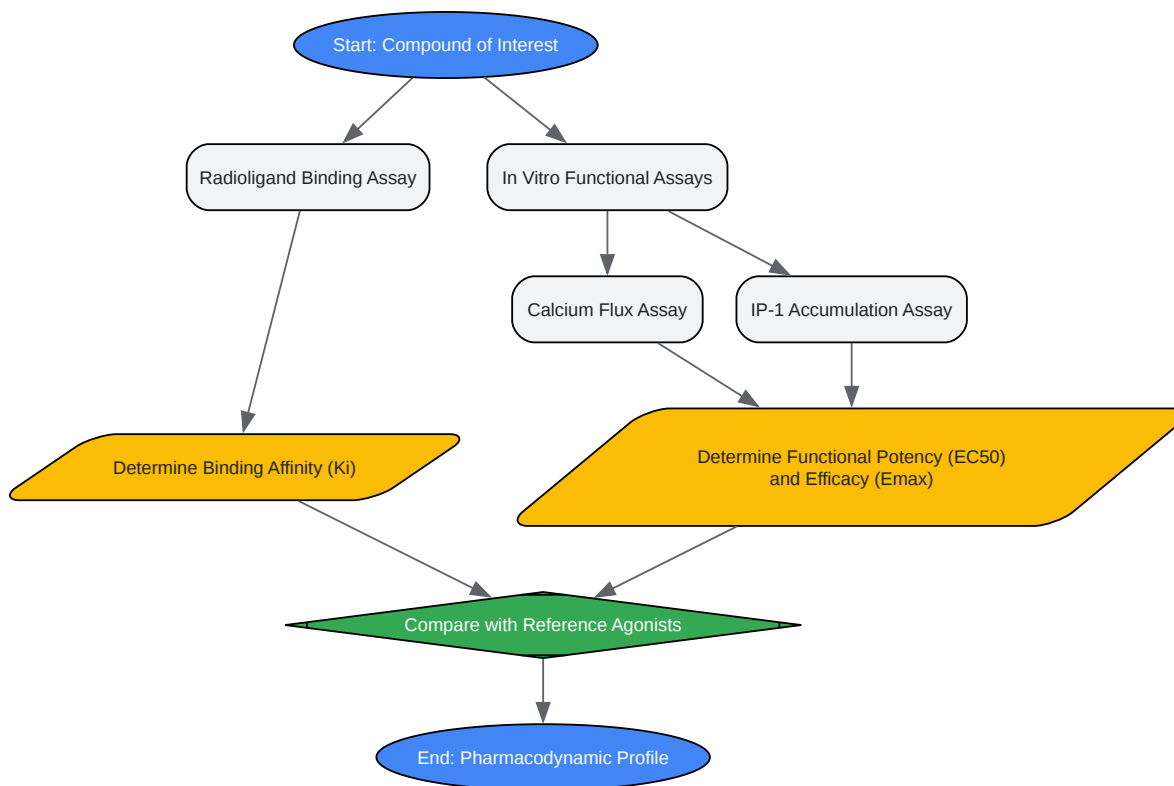 Start: Compound of Interest
Radioligand Binding Assay
In Vitro Functional Assays
Calcium Flux Assay
IP-1 Accumulation Assay
Determine Binding Affinity (Ki)
Determine Functional Potency (EC50)
and Efficacy (Emax)
Compare with Reference Agonists
End: Pharmacodynamic Profile